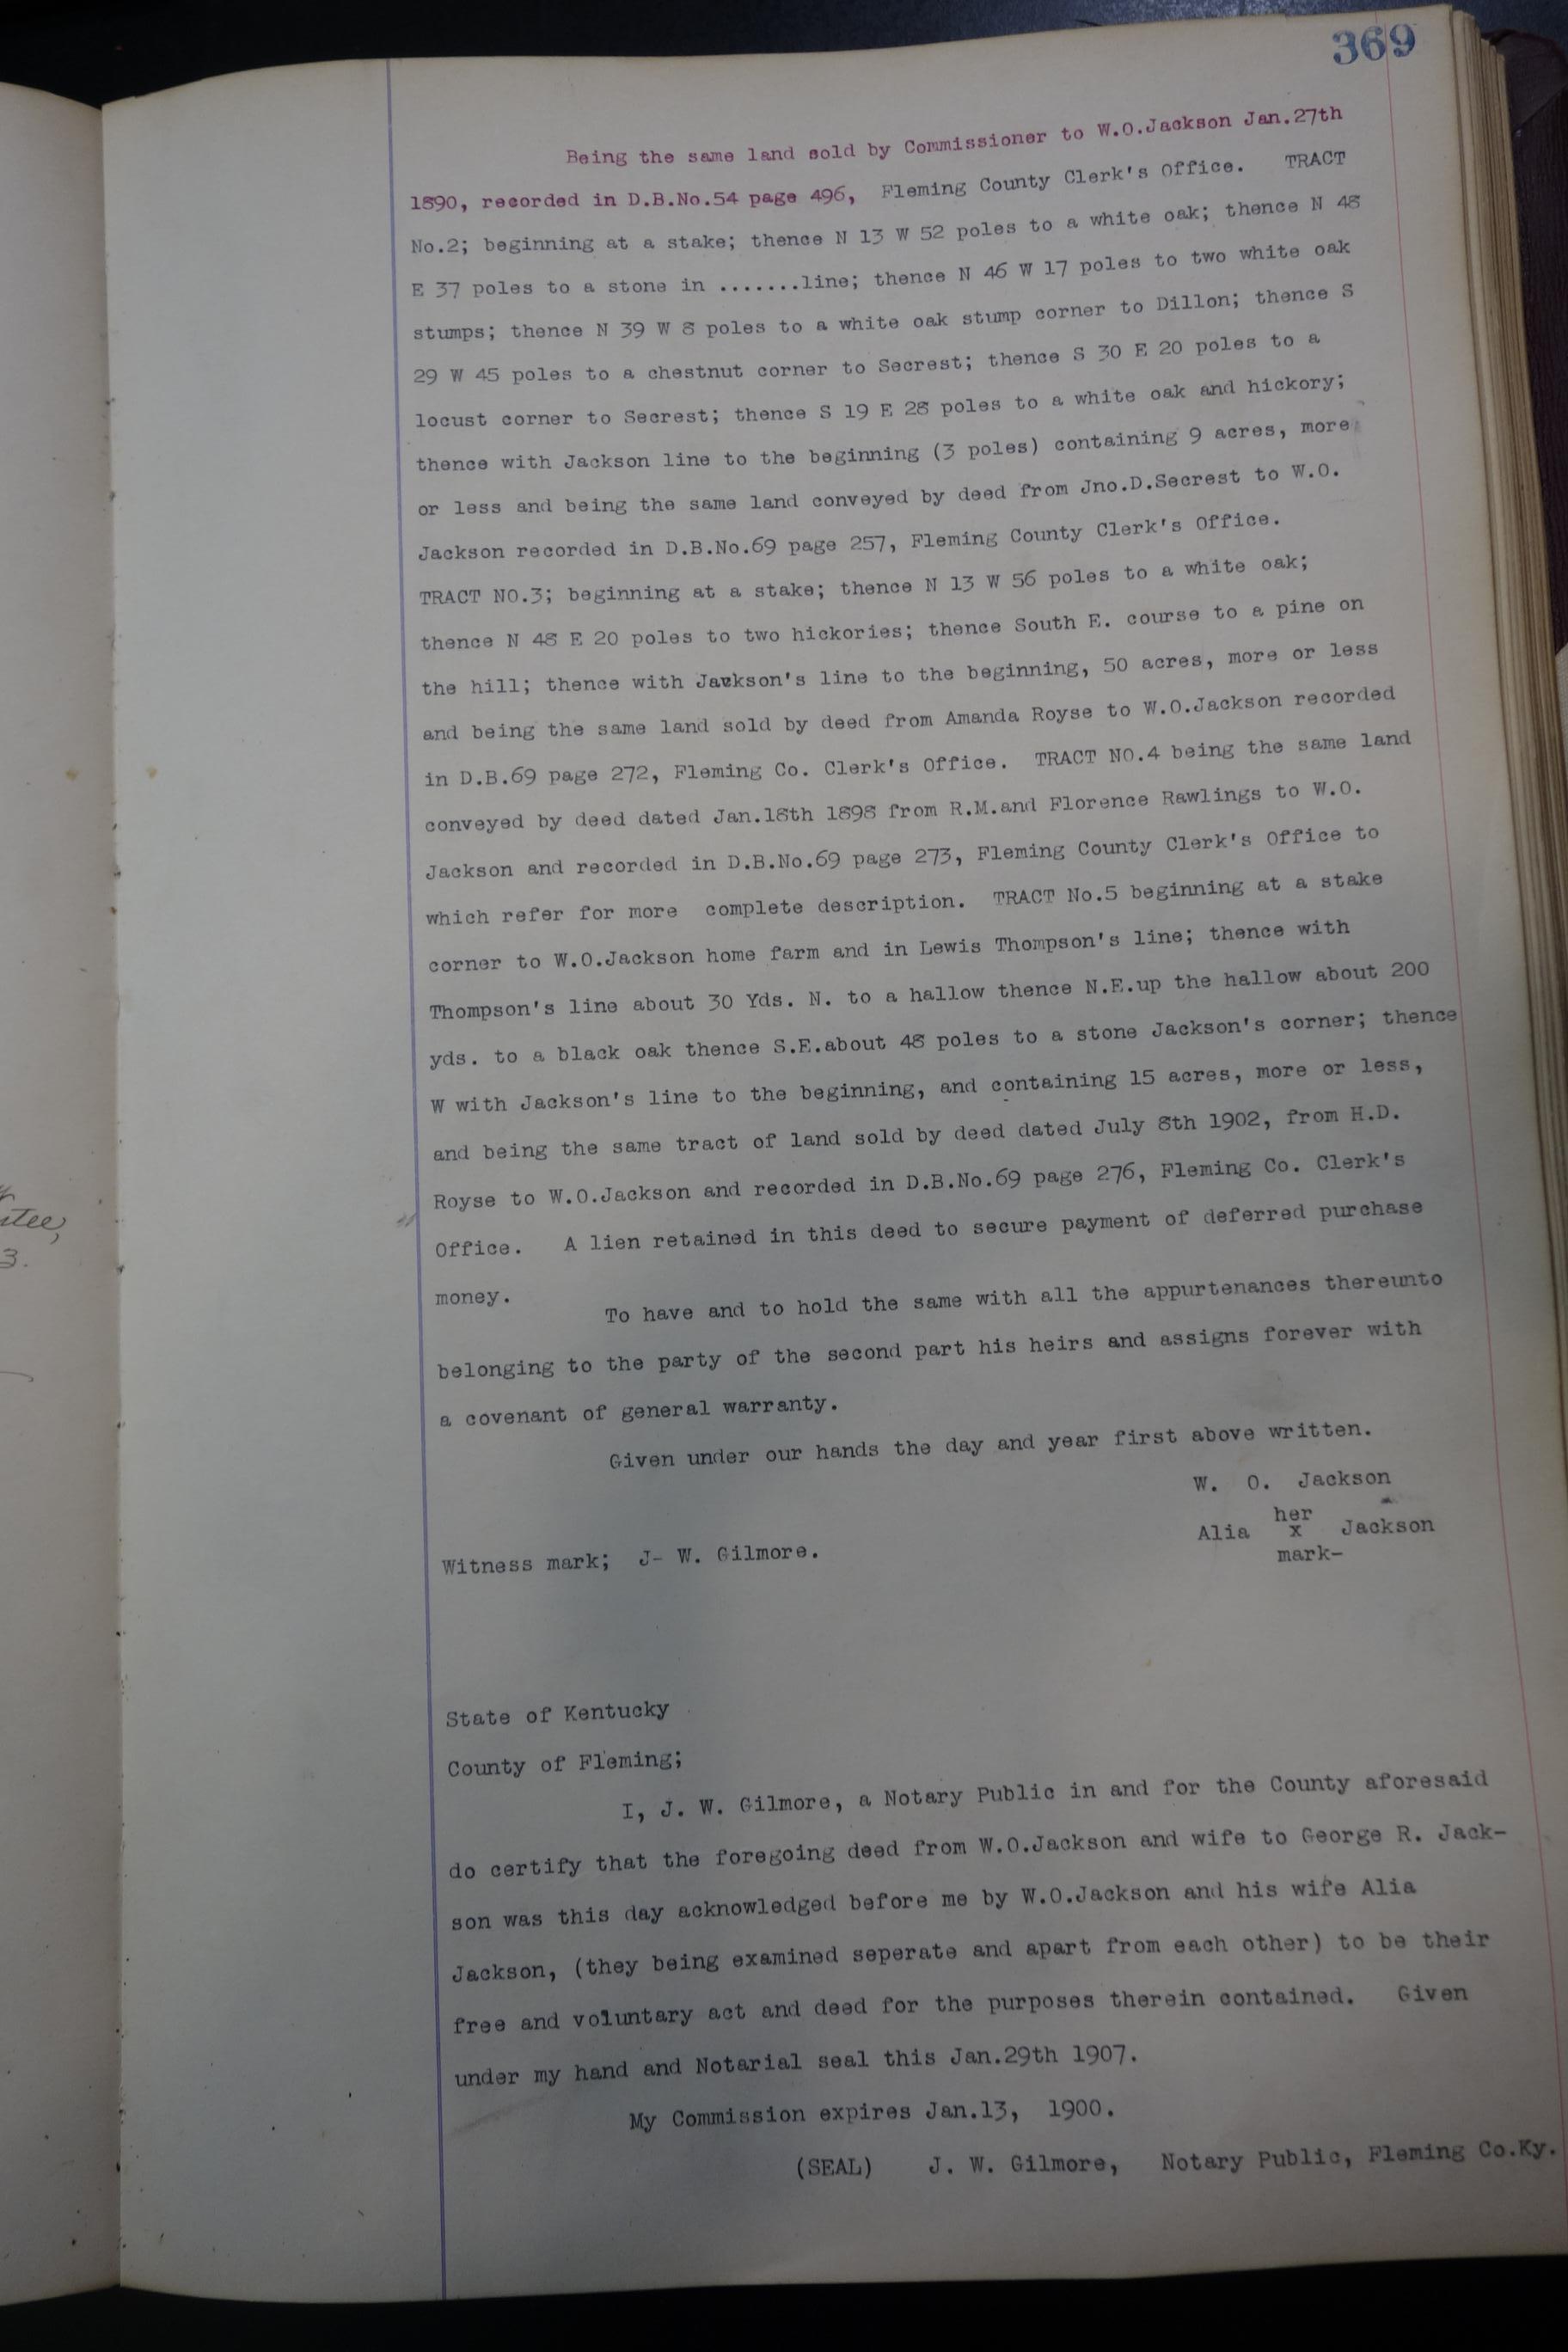 369
Being the same land sold by Commissioner to W.O.Jackson Jan.27th
1890, recorded in D.B.No.54 page 496, Fleming County Clerk's Office. TRACT
No.2; beginning at a stake; thence N 13 W 52 poles to a white oak; thence N 48
E 37 poles to a stone in .......line; thence N 46 W 17 poles to two white oak
stumps; thence N 39 W 8 poles to a white oak stump corner to Dillon; thence S
29 W 45 poles to a chestnut corner to Secrest; thence S 30 E 20 poles to a
locust corner to Secrest; thence S 19 E 28 poles to a white oak and hickory;
thence with Jackson line to the beginning (3 poles) containing 9 acres, more
or less and being the same land conveyed by deed from Jno.D.Secrest to W.O.
Jackson recorded in D.B.No.69 page 257, Fleming County Clerk's Office.
TRACT NO.3; beginning at a stake; thence N 13 W 56 poles to a white oak;
thence N 48 E 20 poles to two hickories; thence South E. course to a pine on
the hill; thence with Jackson's line to the beginning, 50 acres, more or less
and being the same land sold by deed from Amanda Royse to W.O.Jackson recorded
in D.B.69 page 272, Fleming Co. Clerk's Office. TRACT NO.4 being the same land
conveyed by deed dated Jan.18th 1898 from R.M.and Florence Rawlings to W.O.
Jackson and recorded in D.B.No.69 page 273, Fleming County Clerk's Office to
which refer for more complete description. TRACT No.5 beginning at a stake
corner to W.O.Jackson home farm and in Lewis Thompson's line; thence with
Thompson's line about 30 Yds. N. to a hallow thence N.E.up the hallow about 200
yds. to a black oak thence S.E.about 48 poles to a stone Jackson's corner; thence
W with Jackson's line to the beginning, and containing 15 acres, more or less,
and being the same tract of land sold by deed dated July 8th 1902, from H.D.
Royse to W.O.Jackson and recorded in D.B.No.69 page 276, Fleming Co. Clerk's
Office. A lien retained in this deed to secure payment of deferred purchase
money.
To have and to hold the same with all the appurtenances thereunto
belonging to the party of the second part his heirs and assigns forever with
a covenant of general warranty.
Given under our hands the day and year first above written.
W. O. Jackson
her
Alia x Jackson
mark-
Witness mark; J- W. Gilmore.
State of Kentucky
County of Fleming;
I, J. W. Gilmore, a Notary Public in and for the County aforesaid
do certify that the foregoing deed from W.O.Jackson and wife to George R. Jack-
son was this day acknowledged before me by W.O.Jackson and his wife Alia
Jackson, (they being examined seperate and apart from each other) to be their
free and voluntary act and deed for the purposes therein contained. Given
under my hand and Notarial seal this Jan.29th 1907.
My Commission expires Jan.13, 1900.
(SEAL) J. W. Gilmore, Notary Public, Fleming Co.Ky.